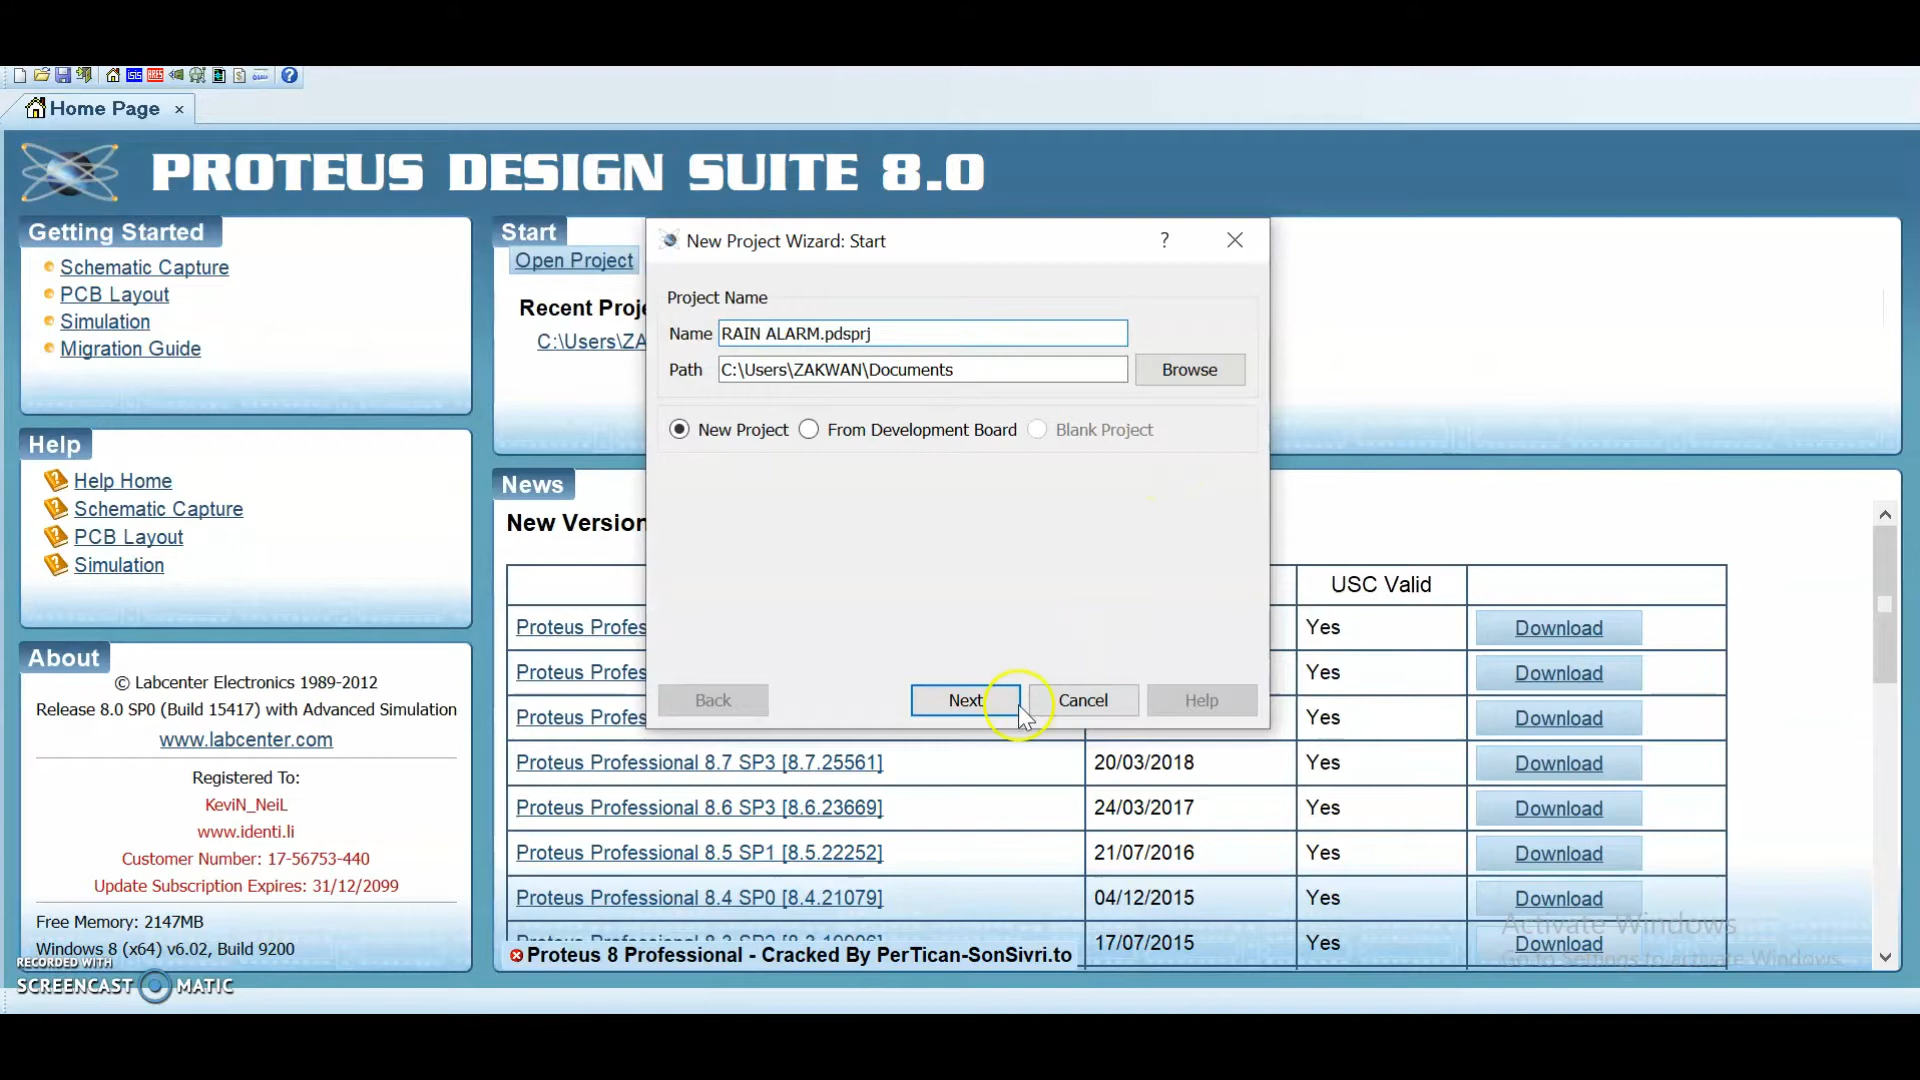 Home Page
PROTEUS DESIGN SUITE 8.0
Getting Started
Schematic Capture
PCB Layout
Simulation
Migration Guide
Help
Help Home
Schematic Capture
PCB Layout
Simulation
About
© Labcenter Electronics 1989-2012
Release 8.0 SP0 (Build 15417) with Advanced Simulation
www.labcenter.com
Registered To:
KeviN_NeiL
www.identi.li
Customer Number: 17-56753-440
Update Subscription Expires: 31/12/2099
Free Memory: 2147MB
Windows 8 (x64) v6.02, Build 9200
RECORDED WITH
SCREENCAST MATIC
Start
Open Project
Recent Proje
C:\Users\ZA
New Project Wizard: Start
?
Project Name
Name RAIN ALARM.pdsprj
Path C:\Users\ZAKWAN\Documents Browse
New Project From Development Board Blank Project
Back Next Cancel Help
News
New Version
USC Valid
Proteus Profes Yes Download
Proteus Profes Yes Download
Proteus Profes Yes Download
Proteus Professional 8.7 SP3 [8.7.25561] 20/03/2018 Yes Download
Proteus Professional 8.6 SP3 [8.6.23669] 24/03/2017 Yes Download
Proteus Professional 8.5 SP1 [8.5.22252] 21/07/2016 Yes Download
Proteus Professional 8.4 SP0 [8.4.21079] 04/12/2015 Yes Download
17/07/2015 Yes Download
Proteus 8 Professional - Cracked By PerTican-SonSivri.to
Activate Windows
Go to Settings to activate Windows.